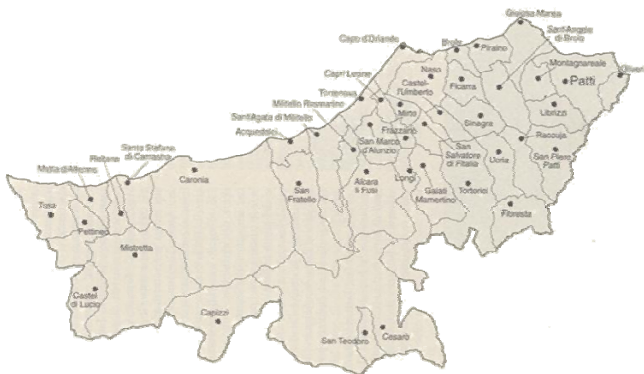 Gioiosa Marea
Capo d'Orlando
Brolo
Piraino
Sant'Angelo
di Brolo
Montagnareale
Oliveri
Patti
Naso
Capri Leone
Castel-
l'Umberto
Ficarra
Torrenova
Militello Rosmarino
Mirto
Librizzi
Sant'Agata di Militello
Frazzanò
Sinagra
Acquedolci
San Marco
d'Alunzio
San
Salvatore
di Fitalia
Raccuja
Ucria
San Piero
Patti
Santo Stefano
di Camastra
Reitano
Motta d'Affermo
Caronia
San
Fratello
Alcara
li Fusi
Longi
Galati
Mamertino
Tortorici
Floresta
Tusa
Pettineo
Mistretta
Castel
di Lucio
Capizzi
San Teodoro
Cesarò